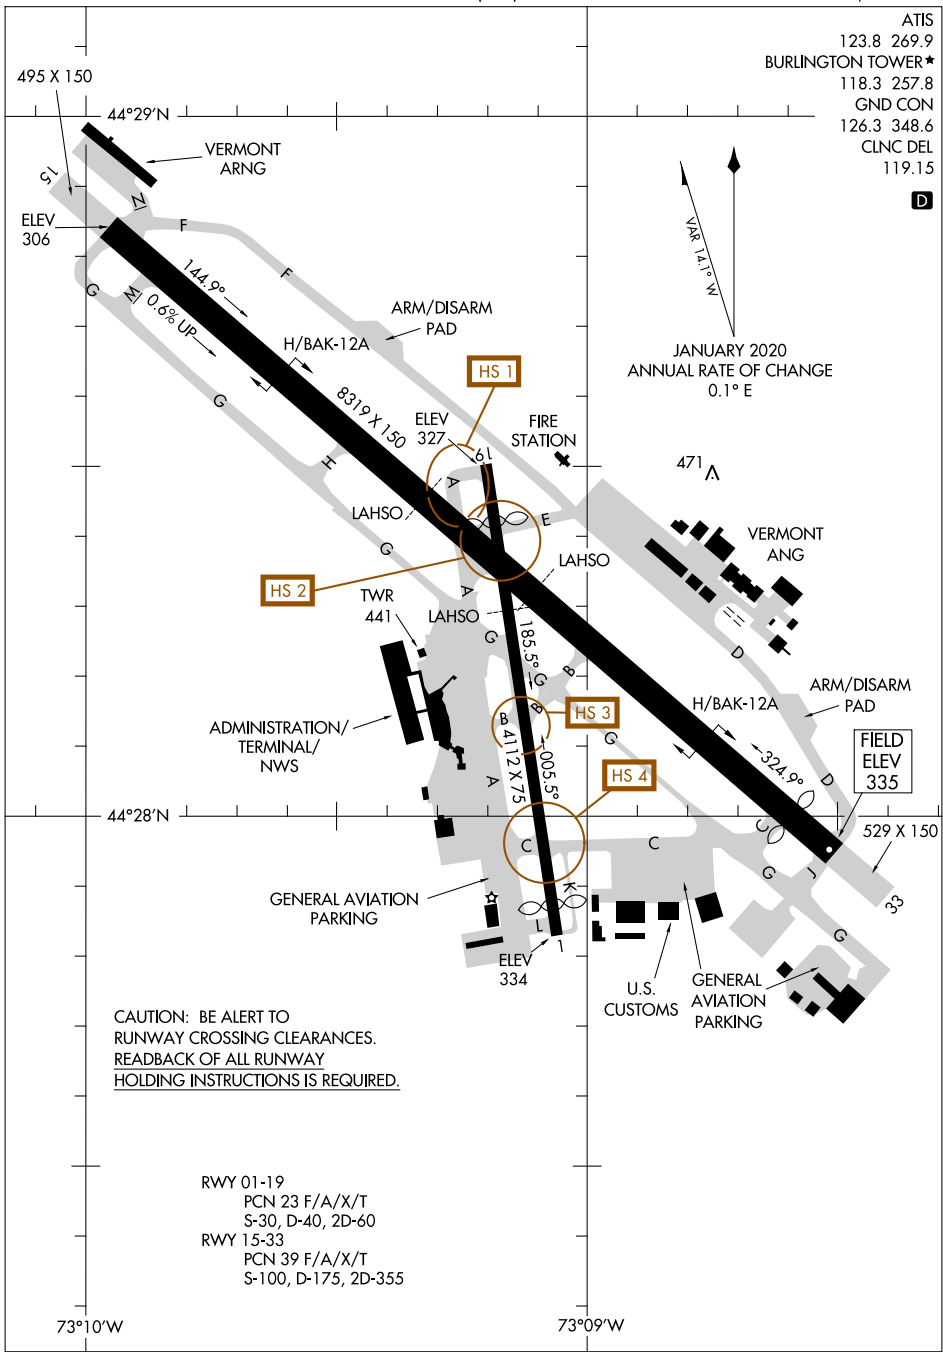 ATIS
123.8 269.9
BURLINGTON TOWER★
118.3 257.8
GND CON
126.3 348.6
CLNC DEL
119.15
D
495 X 150
44°29'N
VERMONT
ARNG
15
N
ELEV
306
F
G
M
144.9°
0.6% UP
F
VAR 14.1° W
ARM/DISARM
PAD
H/BAK-12A
JANUARY 2020
ANNUAL RATE OF CHANGE
0.1° E
HS 1
8319 X 150
G
ELEV
327
FIRE
STATION
19
471
H
A
LAHSO
E
VERMONT
ANG
G
LAHSO
HS 2
TWR
441
A
LAHSO
G
185.5°
D
G
B
ARM/DISARM
PAD
H/BAK-12A
B
B
HS 3
ADMINISTRATION/
TERMINAL/
NWS
G
FIELD
ELEV
335
4112 X 75
005.5°
A
HS 4
324.9°
D
44°28'N
C
529 X 150
C
C
G
J
K
GENERAL AVIATION
PARKING
33
L
G
1
ELEV
334
U.S.
CUSTOMS
GENERAL
AVIATION
PARKING
CAUTION: BE ALERT TO
RUNWAY CROSSING CLEARANCES.
READBACK OF ALL RUNWAY
HOLDING INSTRUCTIONS IS REQUIRED.
RWY 01-19
PCN 23 F/A/X/T
S-30, D-40, 2D-60
RWY 15-33
PCN 39 F/A/X/T
S-100, D-175, 2D-355
73°10'W
73°09'W